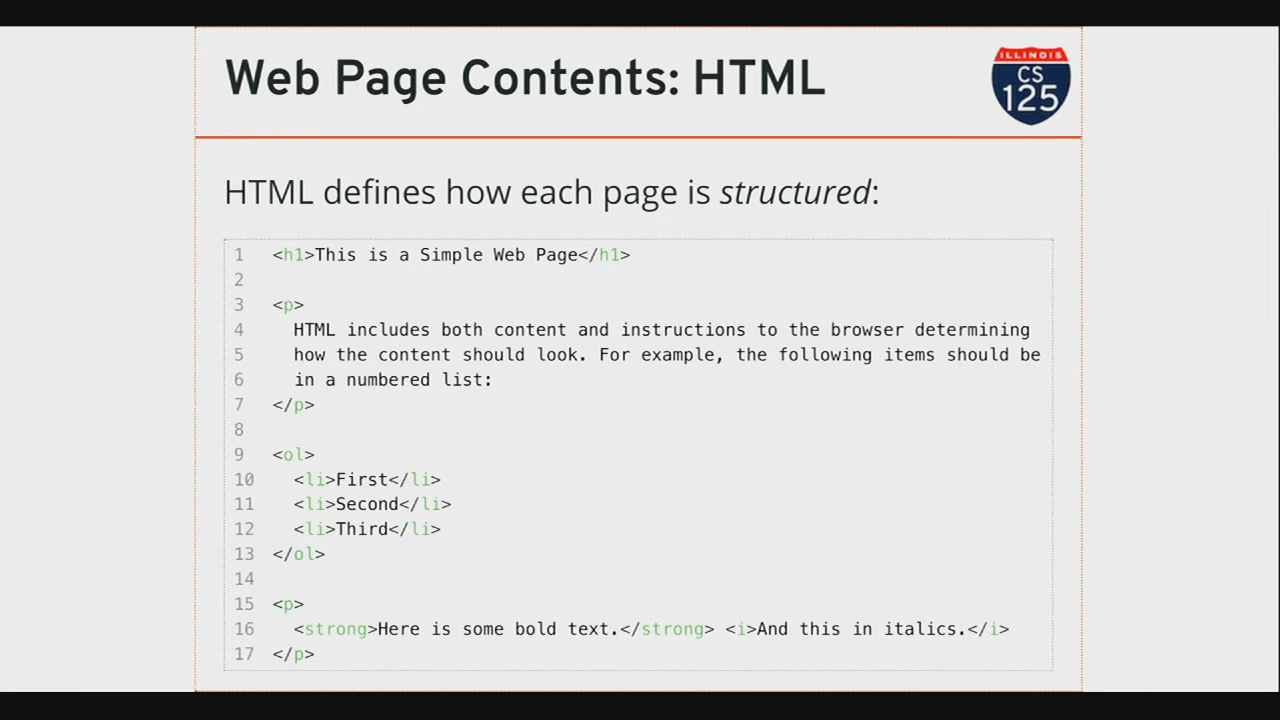 Web Page Contents: HTML
ILLINOIS
CS
125
HTML defines how each page is structured:
1 <h1>This is a Simple Web Page</h1>
2
3 <p>
4 HTML includes both content and instructions to the browser determining
5 how the content should look. For example, the following items should be
6 in a numbered list:
7 </p>
8
9 <ol>
10 <li>First</li>
11 <li>Second</li>
12 <li>Third</li>
13 </ol>
14
15 <p>
16 <strong>Here is some bold text.</strong> <i>And this in italics.</i>
17 </p>